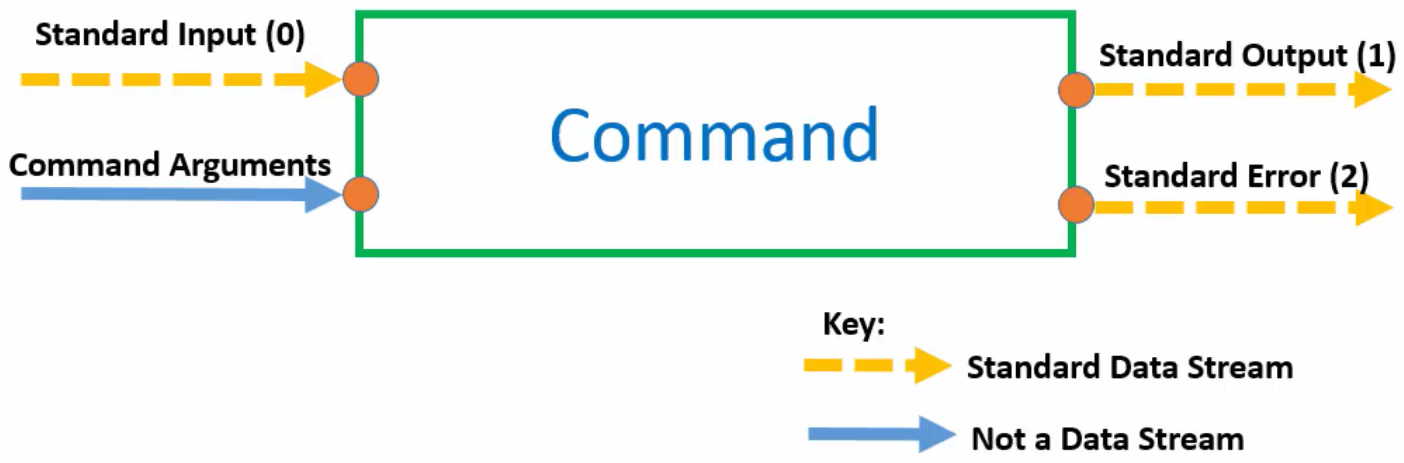 Standard Input (0)
Standard Output (1)
Command
Command Arguments
Standard Error (2)
Key:
Standard Data Stream
Not a Data Stream